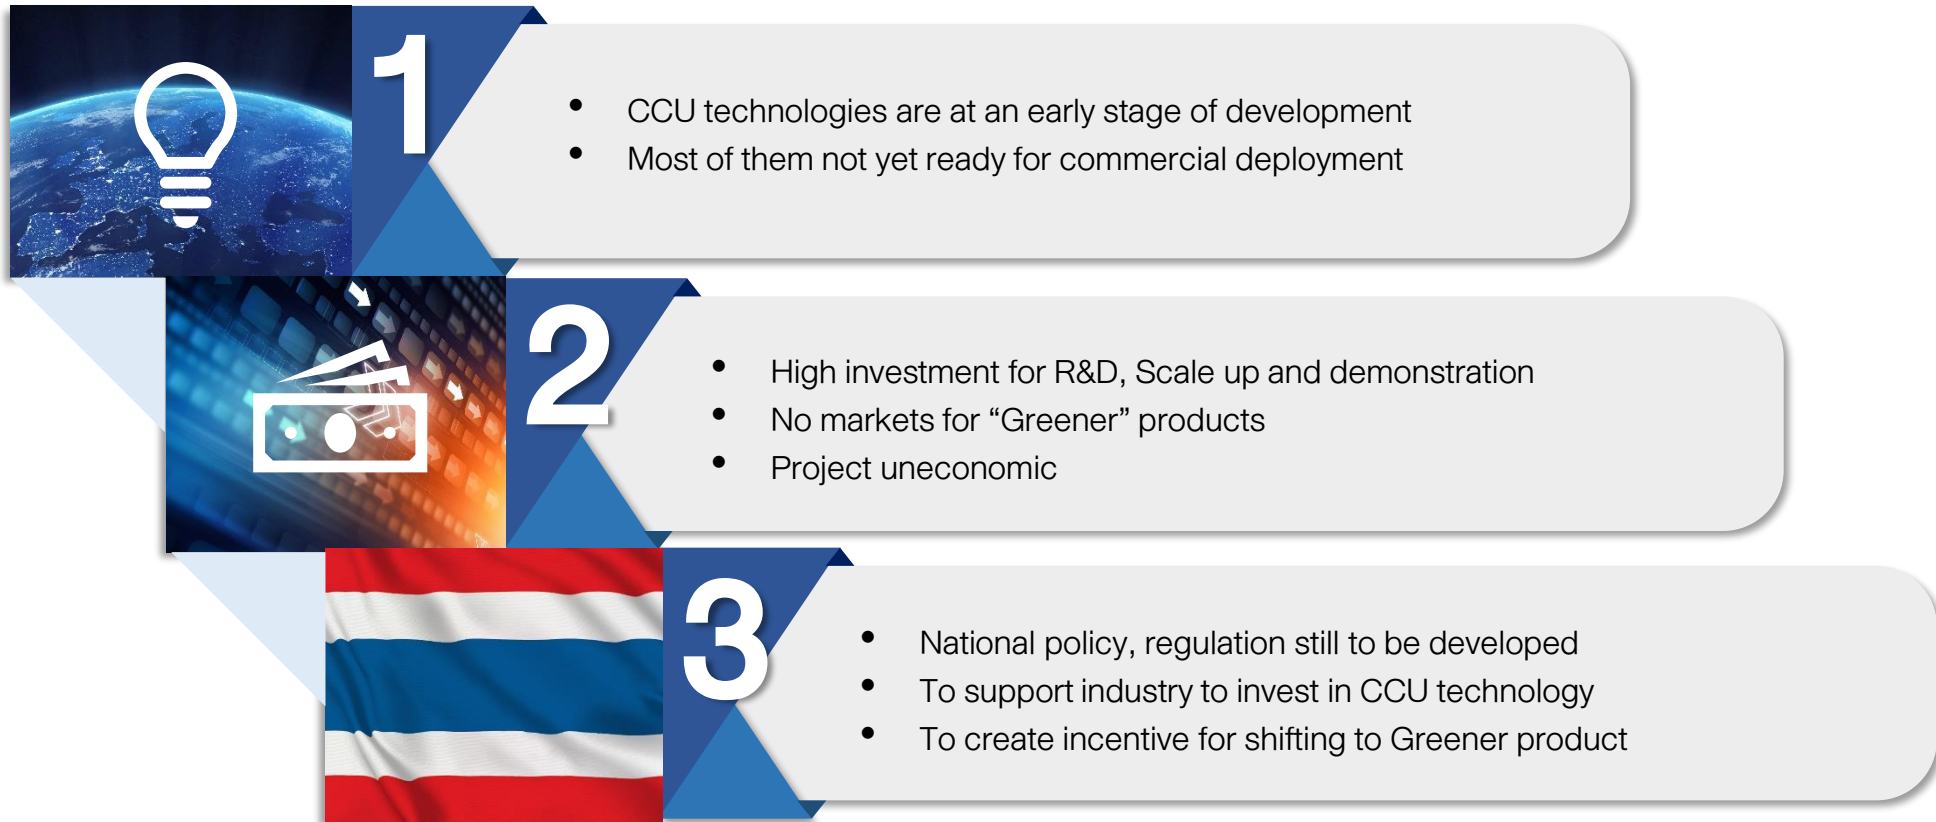 1
• CCU technologies are at an early stage of development
• Most of them not yet ready for commercial deployment
2
• High investment for R&D, Scale up and demonstration
• No markets for “Greener” products
• Project uneconomic
3
• National policy, regulation still to be developed
• To support industry to invest in CCU technology
• To create incentive for shifting to Greener product